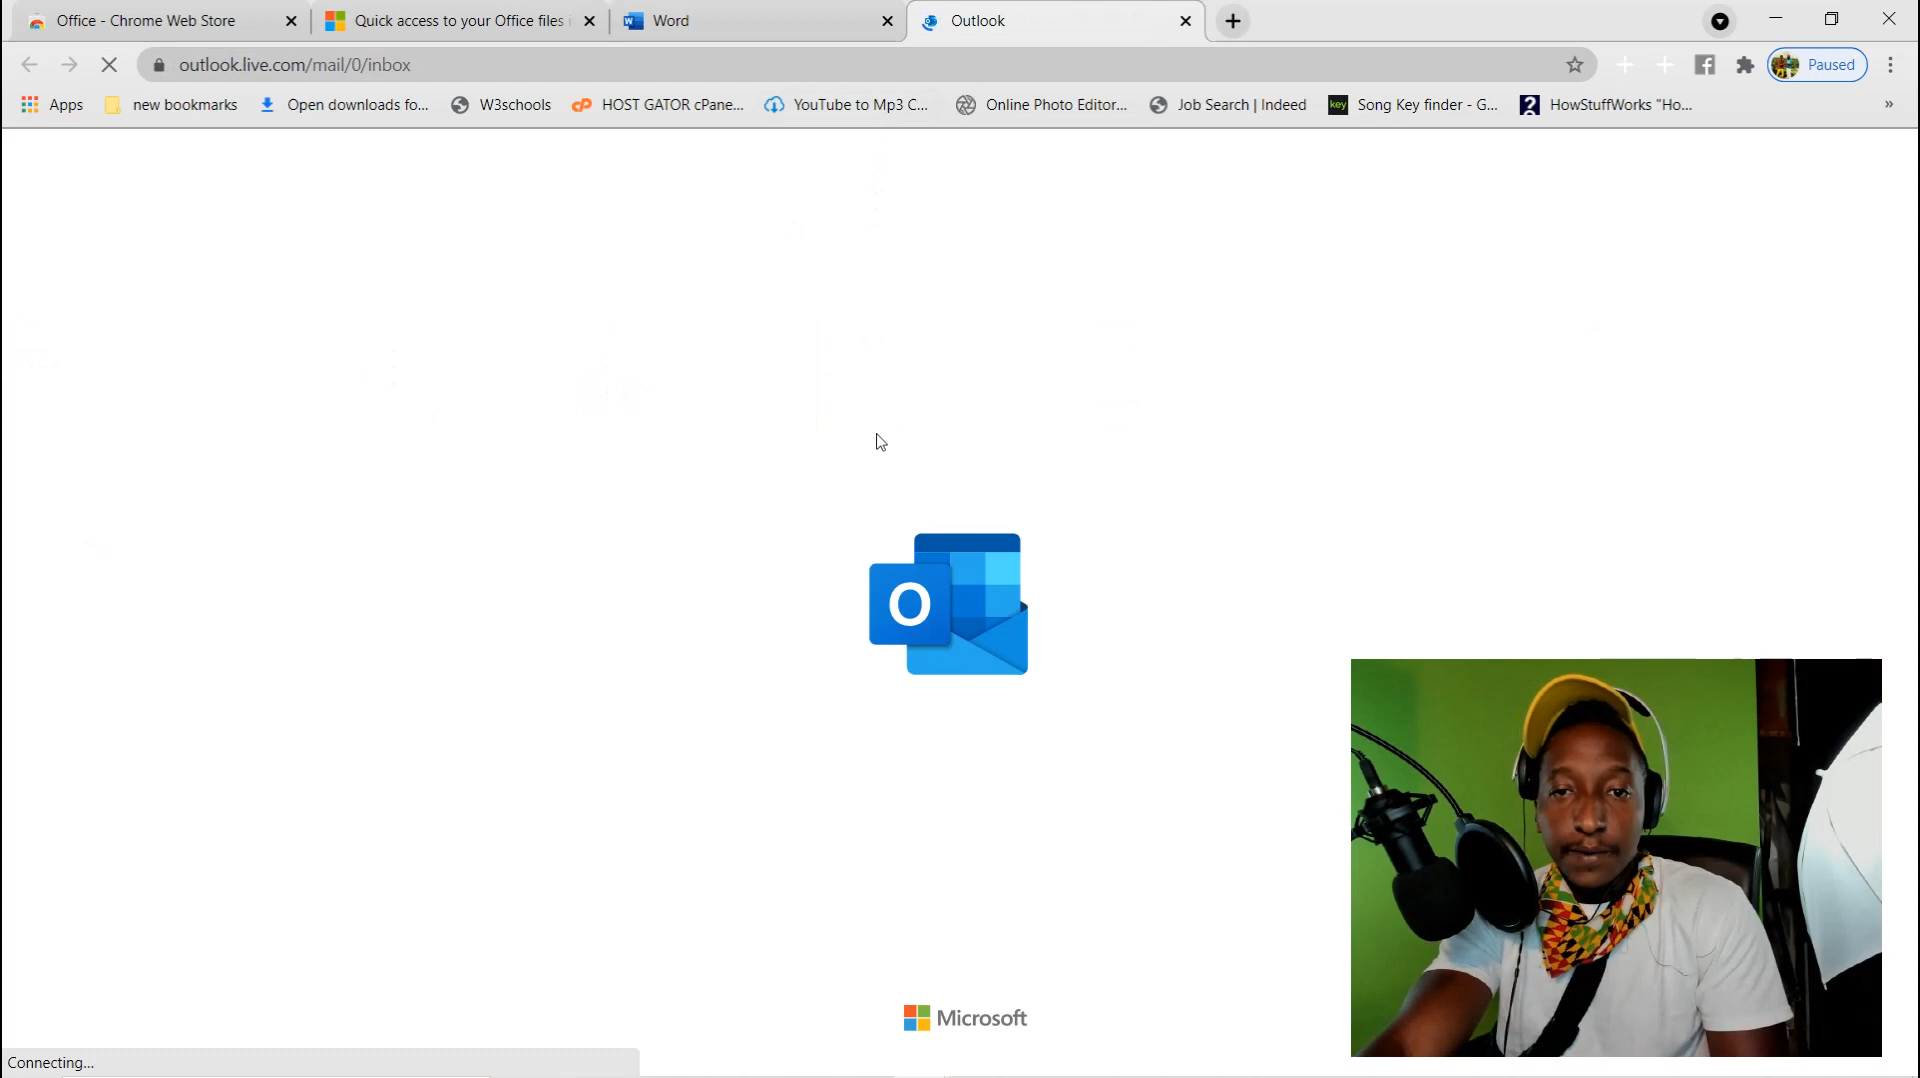 Office - Chrome Web Store
Quick access to your Office files
Word
Outlook
outlook.live.com/mail/0/inbox
Paused
Apps
new bookmarks
Open downloads fo...
W3schools
cP
HOST GATOR cPane...
YouTube to Mp3 C...
Online Photo Editor...
Job Search | Indeed
key
Song Key finder - G...
?
HowStuffWorks "Ho...
»
O
Microsoft
Connecting...